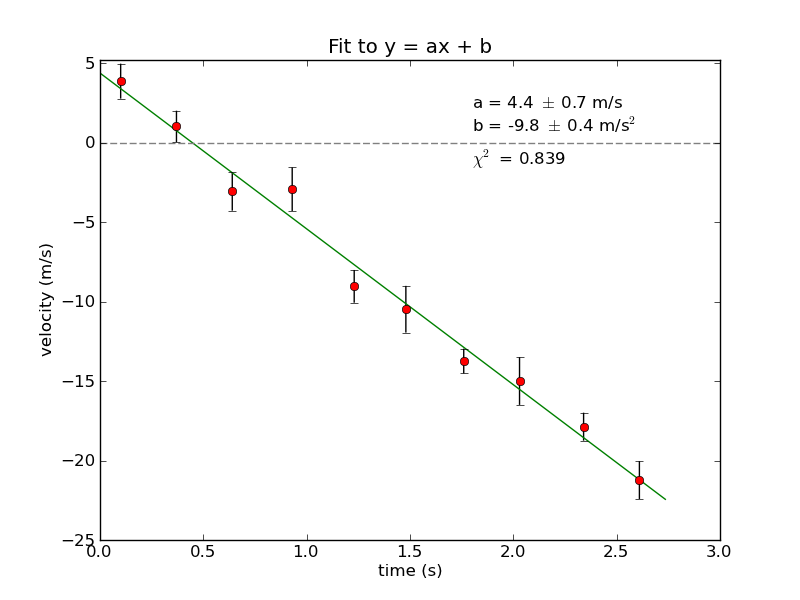 Fit to y = ax + b
a = 4.4 ± 0.7 m/s
b = -9.8 ± 0.4 m/s²
χ² = 0.839
velocity (m/s)
5
0
−5
−10
−15
−20
−25
0.0 0.5 1.0 1.5 2.0 2.5 3.0
time (s)